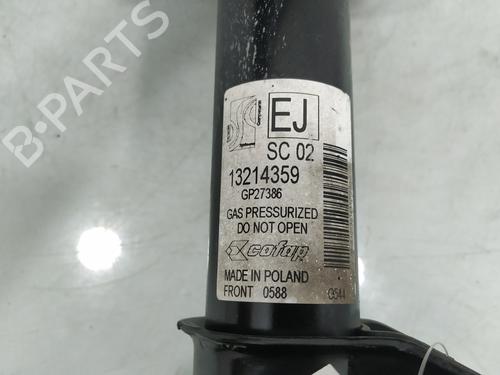 B-PARTS
EJ
SC 02
13214359
GP27386
GAS PRESSURIZED
DO NOT OPEN
cofap
MADE IN POLAND
FRONT 0588